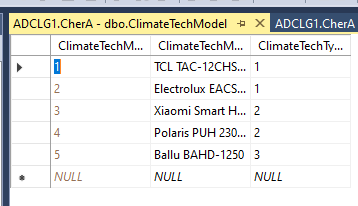 ADCLG1.CherA - dbo.ClimateTechModel ADCLG1.CherA
ClimateTechM... ClimateTechM... ClimateTechTy...
1 TCL TAC-12CHS... 1
2 Electrolux EACS... 1
3 Xiaomi Smart H... 2
4 Polaris PUH 230... 2
5 Ballu BAHD-1250 3
NULL NULL NULL